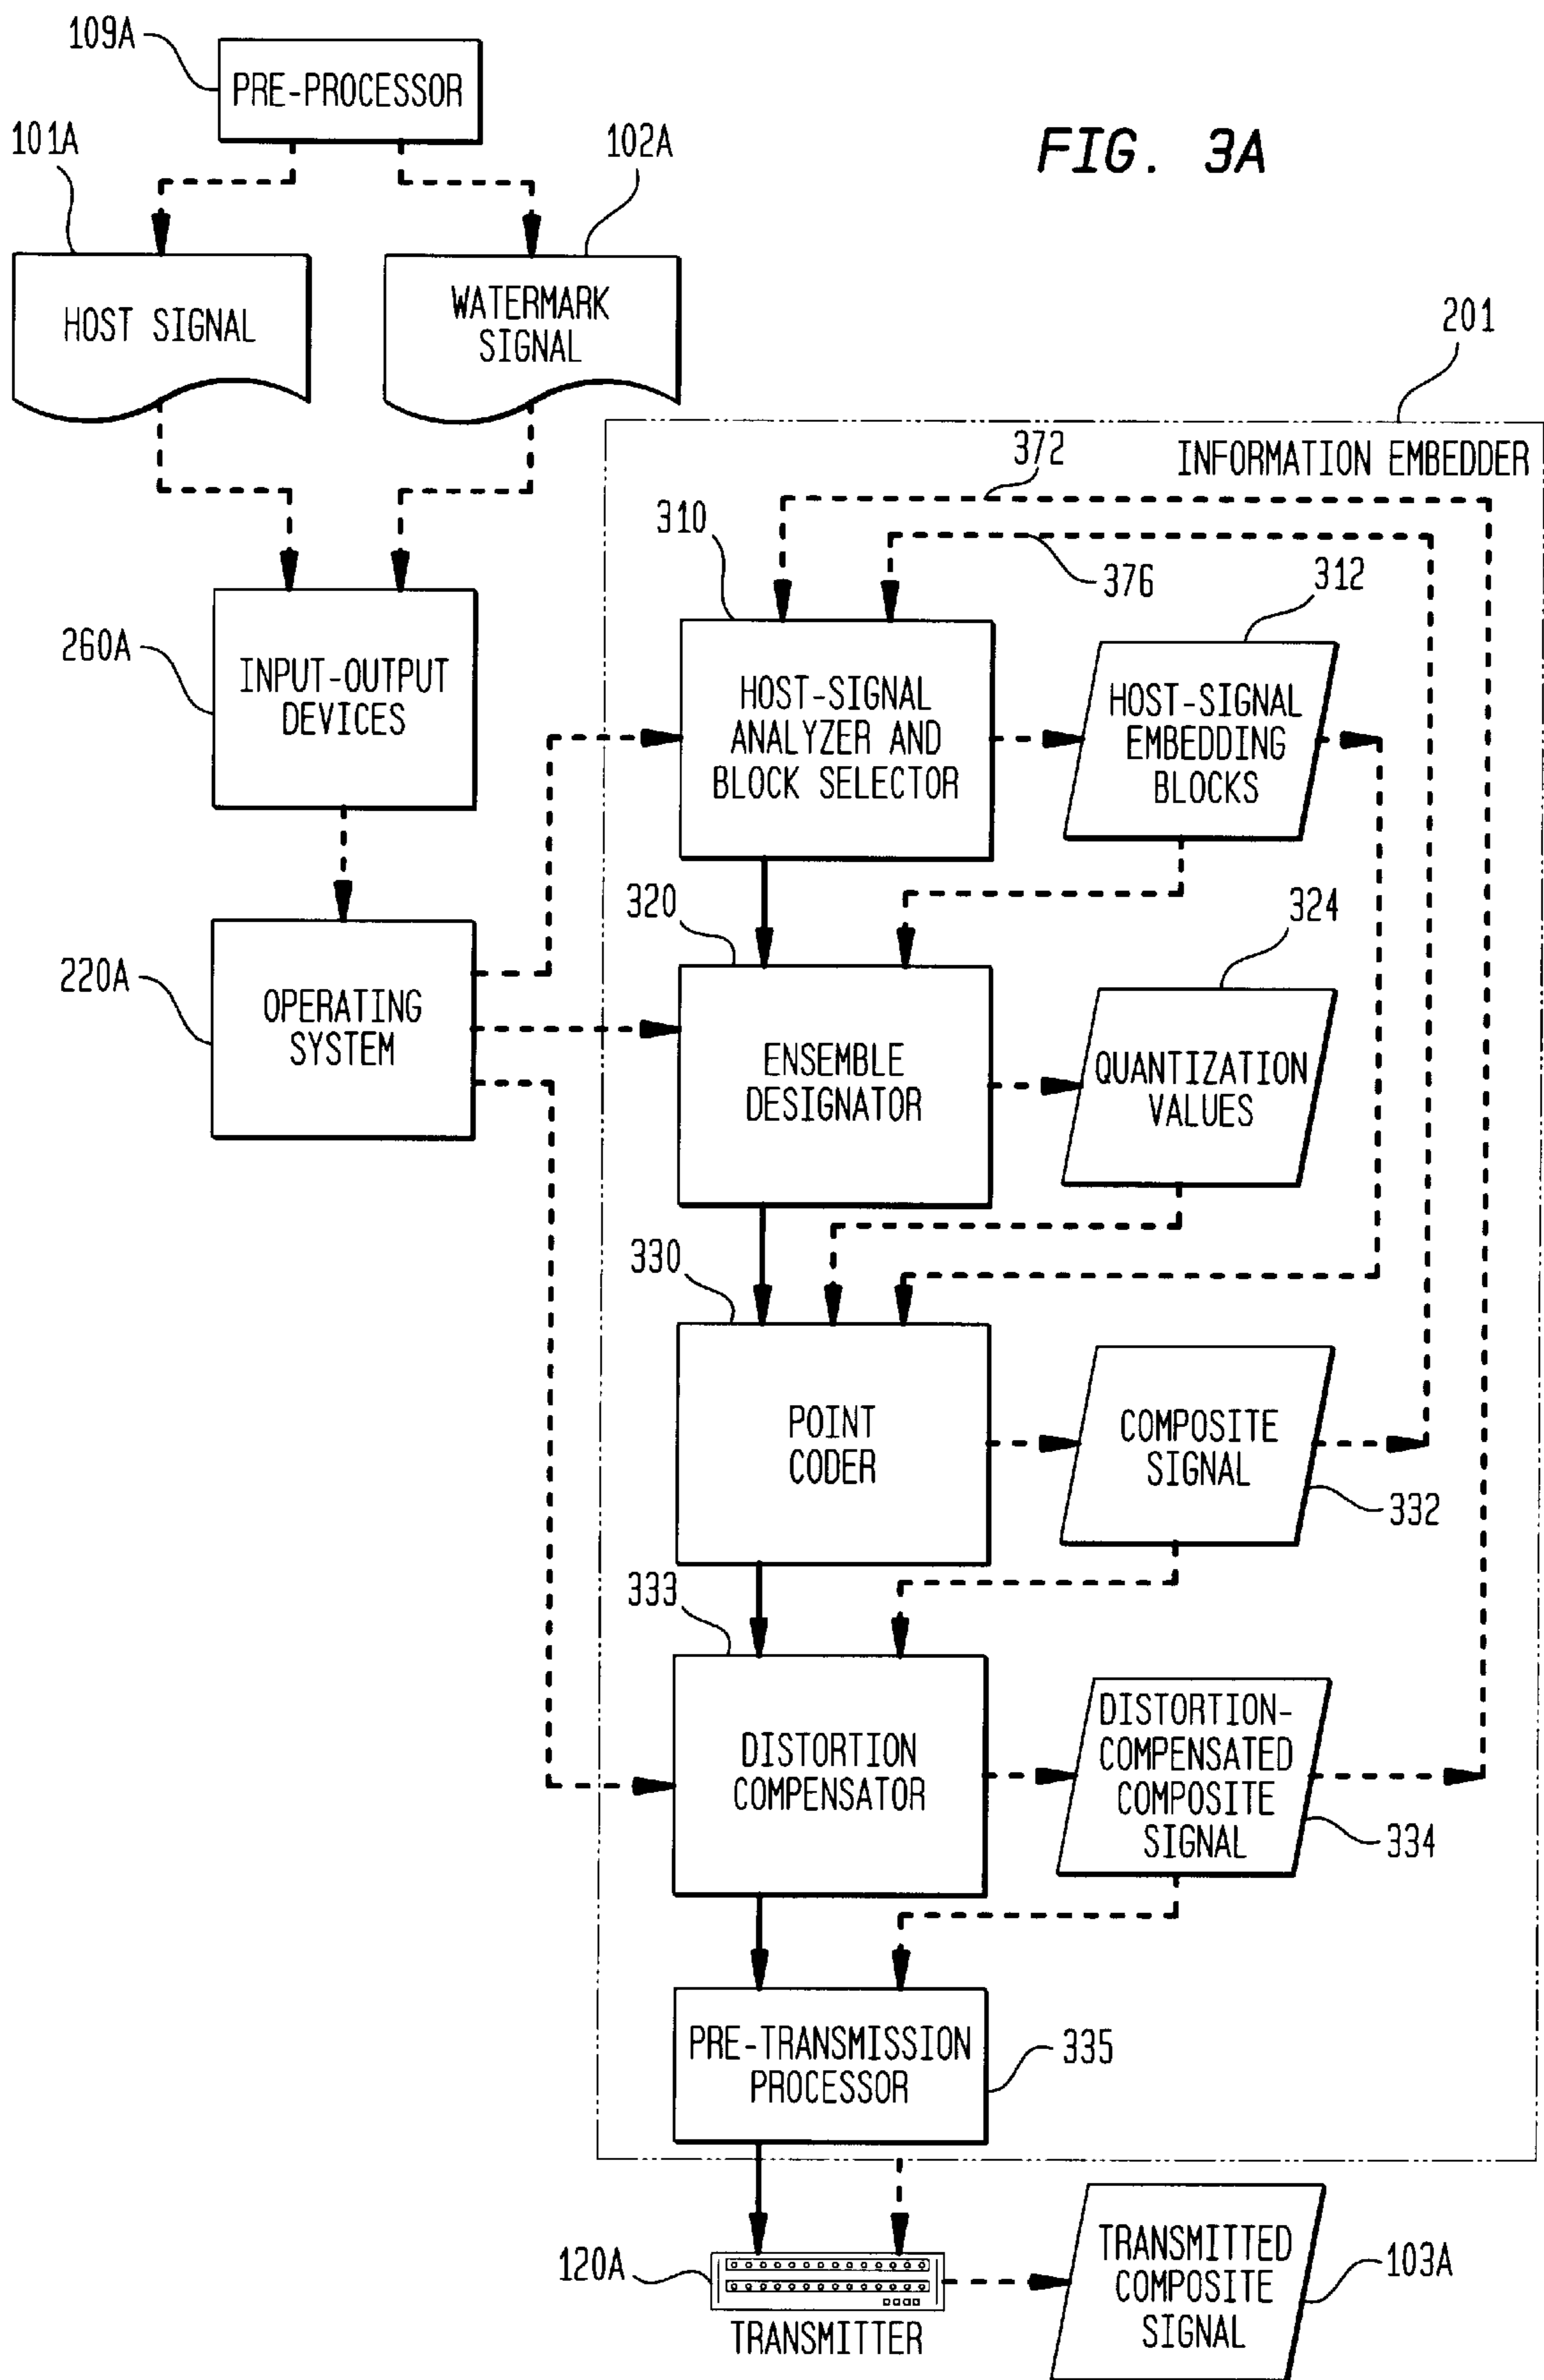 109A
PRE-PROCESSOR
101A
102A
FIG. 3A
HOST SIGNAL
WATERMARK
SIGNAL
201
INFORMATION EMBEDDER
372
310
376
312
260A
INPUT-OUTPUT
DEVICES
HOST-SIGNAL
ANALYZER AND
BLOCK SELECTOR
HOST-SIGNAL
EMBEDDING
BLOCKS
320
324
220A
OPERATING
SYSTEM
ENSEMBLE
DESIGNATOR
QUANTIZATION
VALUES
330
POINT
CODER
COMPOSITE
SIGNAL
332
333
DISTORTION
COMPENSATOR
DISTORTION-
COMPENSATED
COMPOSITE
SIGNAL
334
PRE-TRANSMISSION
PROCESSOR
335
120A
TRANSMITTER
TRANSMITTED
COMPOSITE
SIGNAL
103A